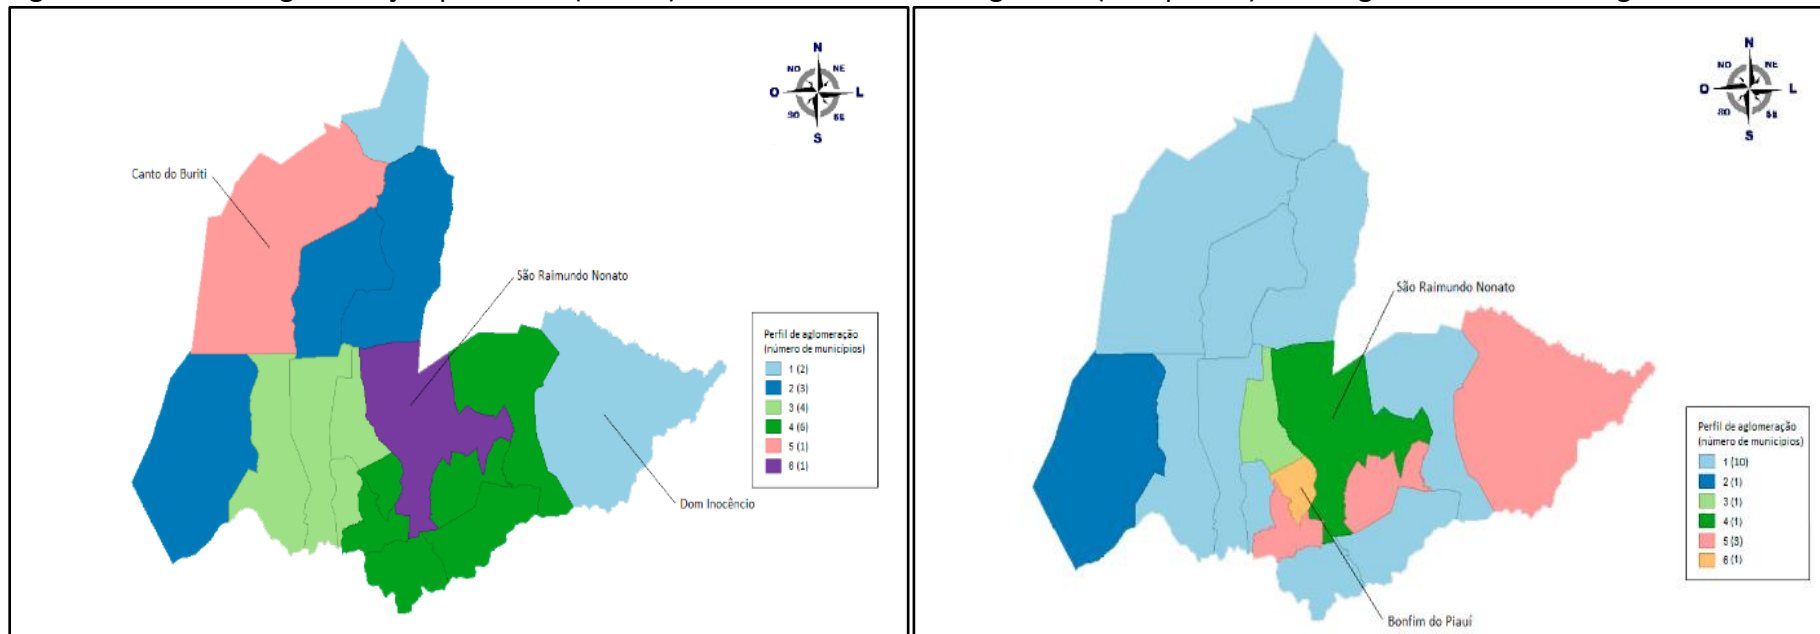 N
NO NE
O L
SO SE
S
Canto do Buriti
São Raimundo Nonato
Perfil de aglomeração
(número de municípios)
1 (2)
2 (3)
3 (4)
4 (6)
5 (1)
6 (1)
Dom Inocêncio
N
NO NE
O L
SO SE
S
São Raimundo Nonato
Perfil de aglomeração
(número de municípios)
1 (10)
2 (1)
3 (1)
4 (1)
5 (3)
6 (1)
Bonfim do Piauí